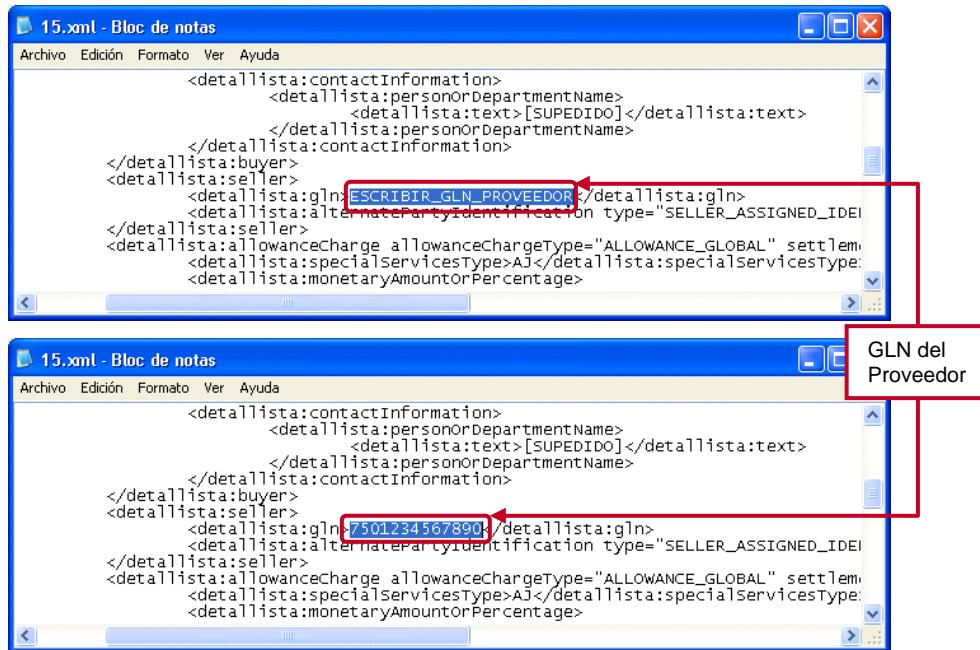 15.xml - Bloc de notas
Archivo Edición Formato Ver Ayuda
<detallista:contactInformation>
<detallista:personOrDepartmentName>
<detallista:text>[SUPEDIDO]</detallista:text>
</detallista:personOrDepartmentName>
</detallista:contactInformation>
</detallista:buyer>
<detallista:seller>
<detallista:gln>ESCRIBIR_GLN_PROVEEDOR</detallista:gln>
<detallista:alternatePartyIdentification type="SELLER_ASSIGNED_IDE
</detallista:seller>
<detallista:allowanceCharge allowanceChargeType="ALLOWANCE_GLOBAL" settlem
<detallista:specialServicesType>AJ</detallista:specialServicesType
<detallista:monetaryAmountOrPercentage>
GLN del
Proveedor
15.xml - Bloc de notas
Archivo Edición Formato Ver Ayuda
<detallista:contactInformation>
<detallista:personOrDepartmentName>
<detallista:text>[SUPEDIDO]</detallista:text>
</detallista:personOrDepartmentName>
</detallista:contactInformation>
</detallista:buyer>
<detallista:seller>
<detallista:gln>7501234567890</detallista:gln>
<detallista:alternatePartyIdentification type="SELLER_ASSIGNED_IDE
</detallista:seller>
<detallista:allowanceCharge allowanceChargeType="ALLOWANCE_GLOBAL" settlem
<detallista:specialServicesType>AJ</detallista:specialServicesType
<detallista:monetaryAmountOrPercentage>